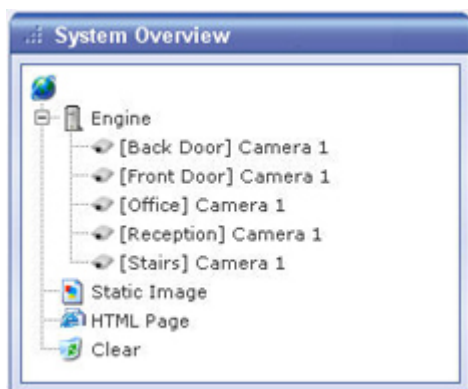 System Overview
Engine
[Back Door] Camera 1
[Front Door] Camera 1
[Office] Camera 1
[Reception] Camera 1
[Stairs] Camera 1
Static Image
HTML Page
Clear